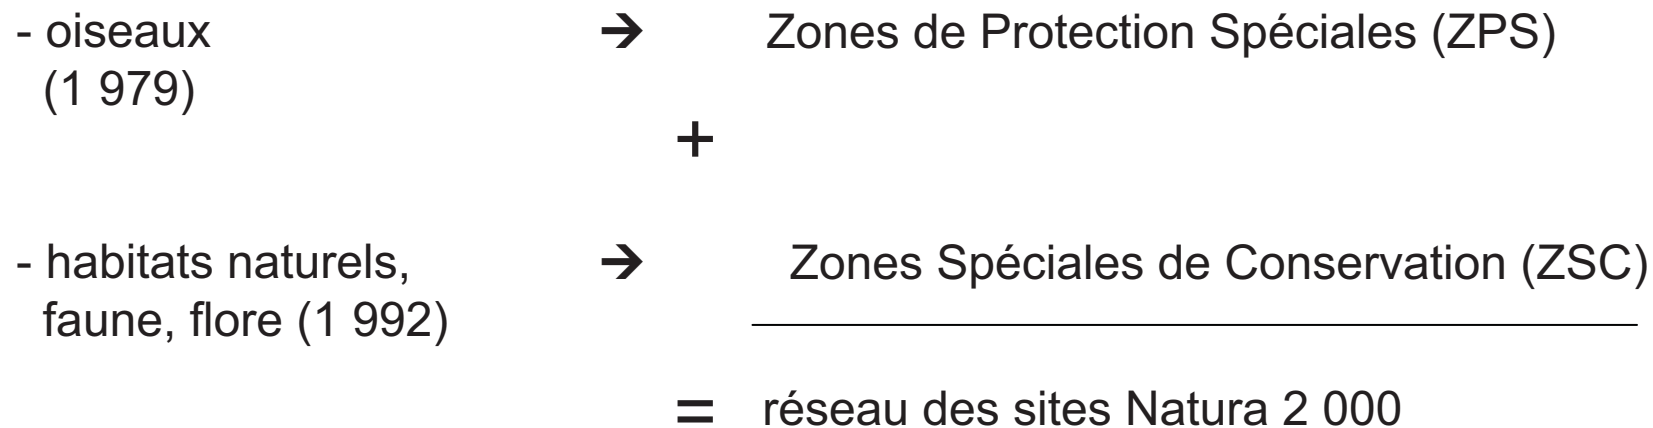 - oiseaux ➔ Zones de Protection Spéciales (ZPS)
(1 979)
+
- habitats naturels, ➔ Zones Spéciales de Conservation (ZSC)
faune, flore (1 992)
= réseau des sites Natura 2 000